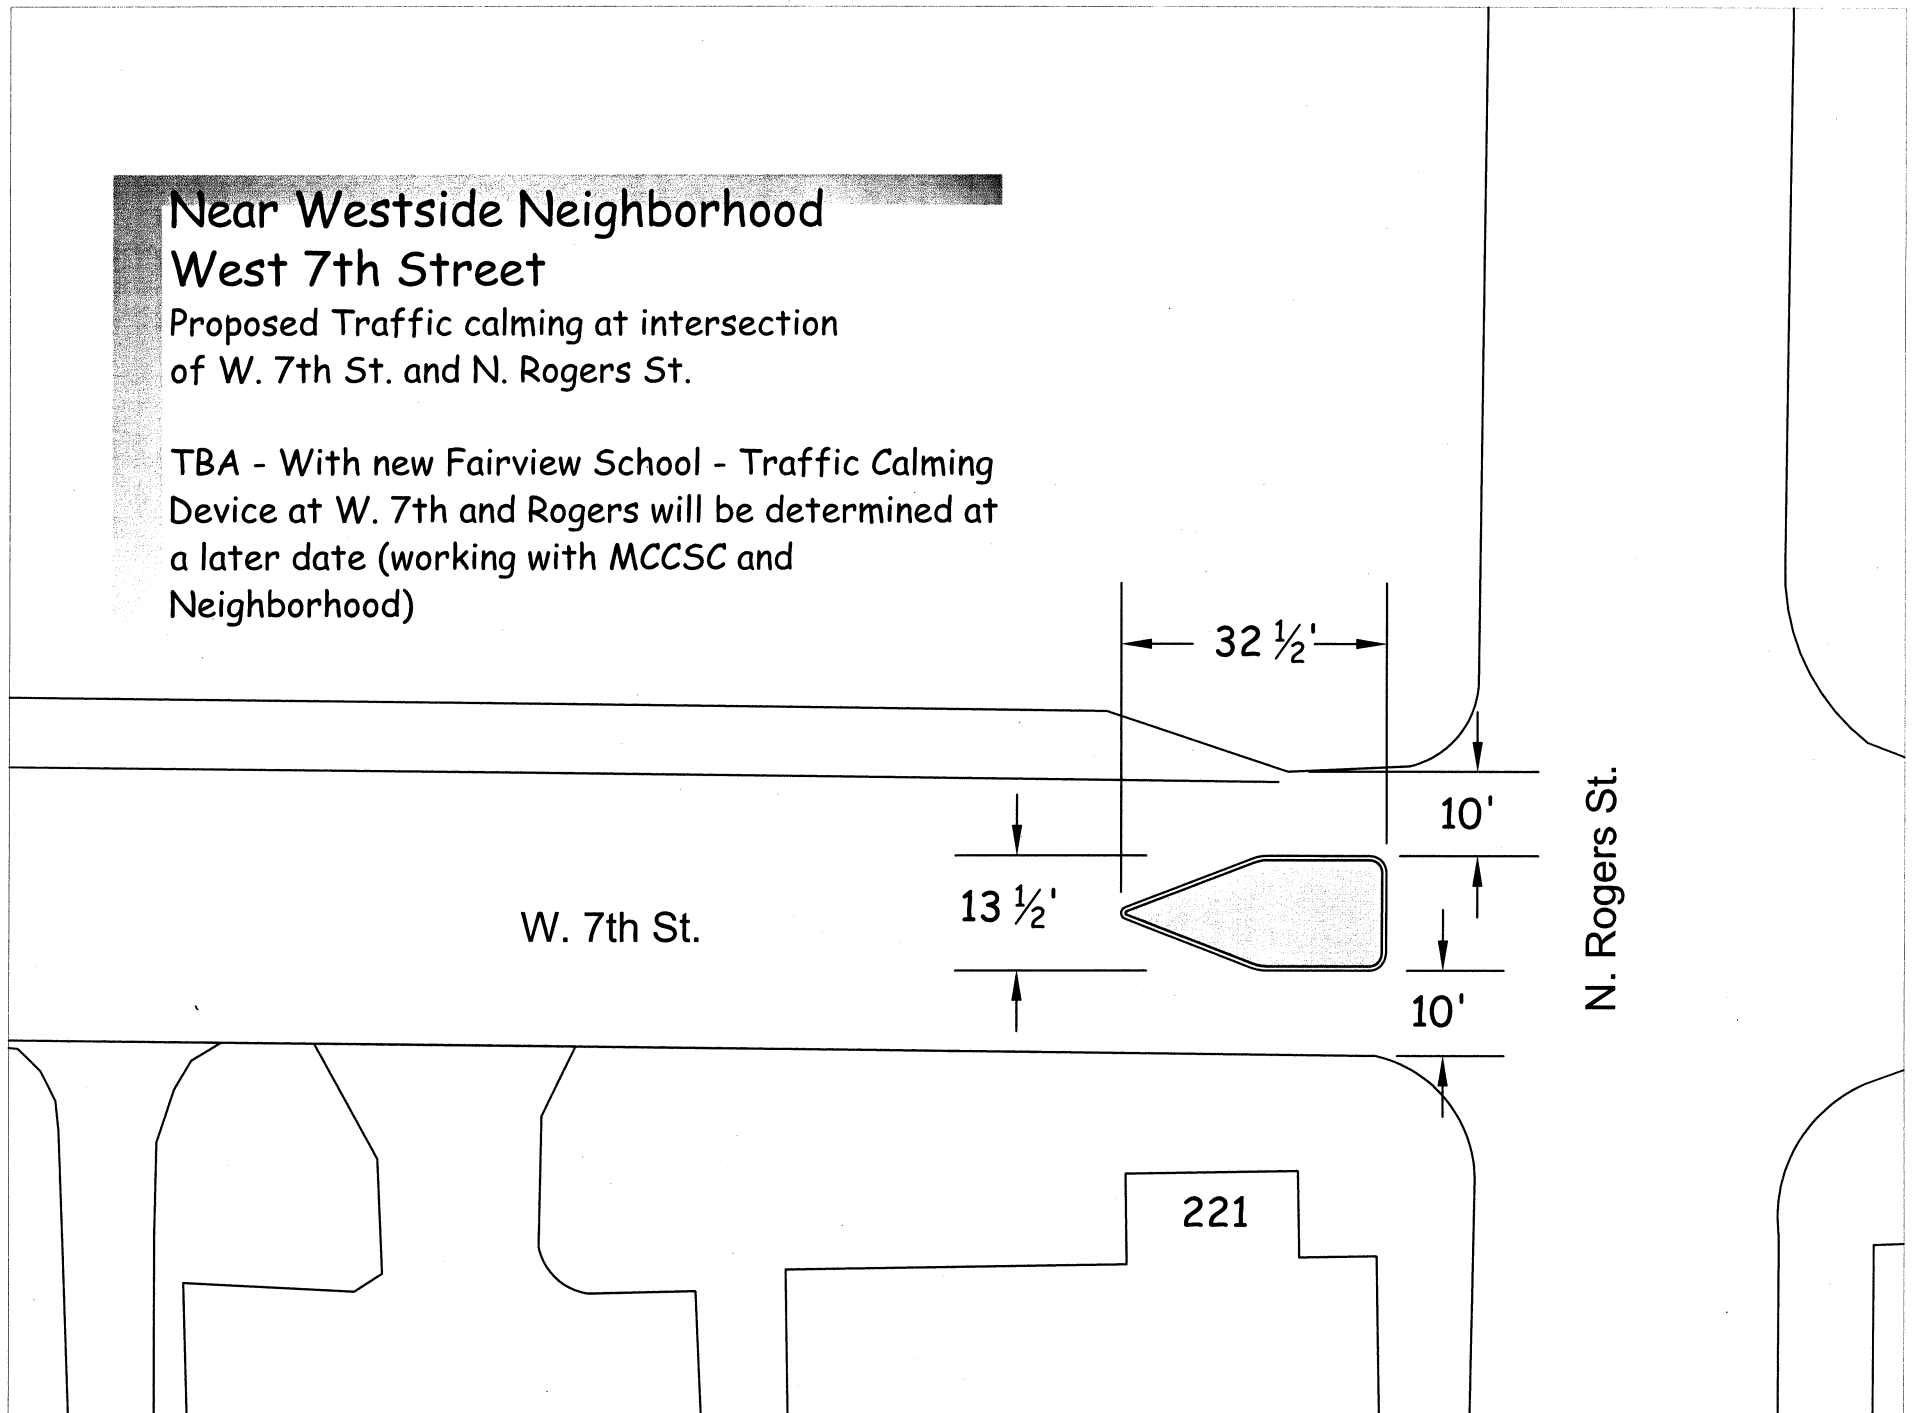 Near Westside Neighborhood
West 7th Street
Proposed Traffic calming at intersection
of W. 7th St. and N. Rogers St.
TBA - With new Fairview School - Traffic Calming
Device at W. 7th and Rogers will be determined at
a later date (working with MCCSC and
Neighborhood)
32 ½'
10'
13 ½'
W. 7th St.
N. Rogers St.
10'
221